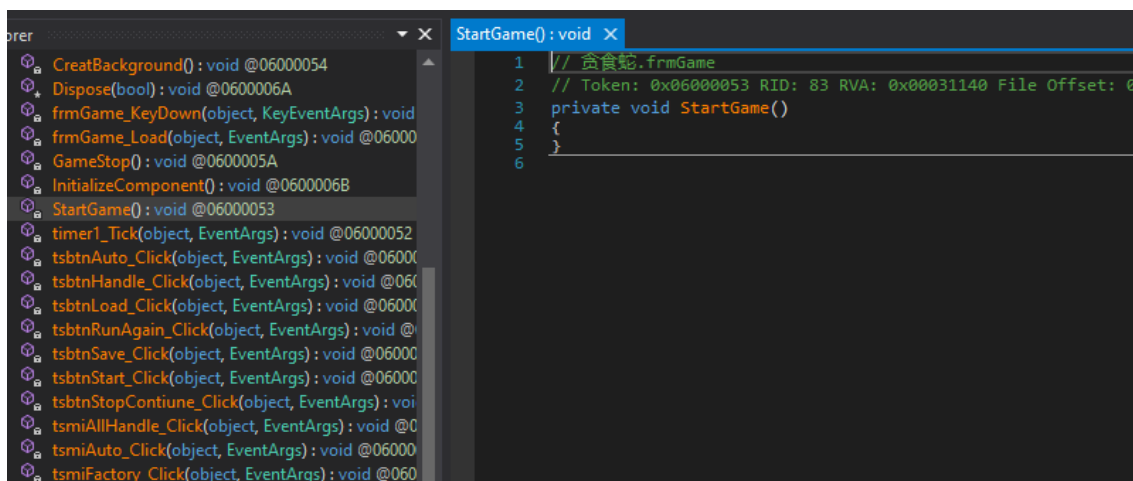 orer
CreatBackground() : void @06000054
Dispose(bool) : void @0600006A
frmGame_KeyDown(object, KeyEventArgs) : void
frmGame_Load(object, EventArgs) : void @06000
GameStop() : void @0600005A
InitializeComponent() : void @0600006B
StartGame() : void @06000053
timer1_Tick(object, EventArgs) : void @06000052
tsbtnAuto_Click(object, EventArgs) : void @0600
tsbtnHandle_Click(object, EventArgs) : void @060
tsbtnLoad_Click(object, EventArgs) : void @0600
tsbtnRunAgain_Click(object, EventArgs) : void @
tsbtnSave_Click(object, EventArgs) : void @06000
tsbtnStart_Click(object, EventArgs) : void @06000
tsbtnStopContiune_Click(object, EventArgs) : voi
tsmiAllHandle_Click(object, EventArgs) : void @0
tsmiAuto_Click(object, EventArgs) : void @06000
tsmiFactory_Click(object, EventArgs) : void @060
StartGame() : void
1 // 贪食蛇.frmGame
2 // Token: 0x06000053 RID: 83 RVA: 0x00031140 File Offset: 0
3 private void StartGame()
4 {
5 }
6